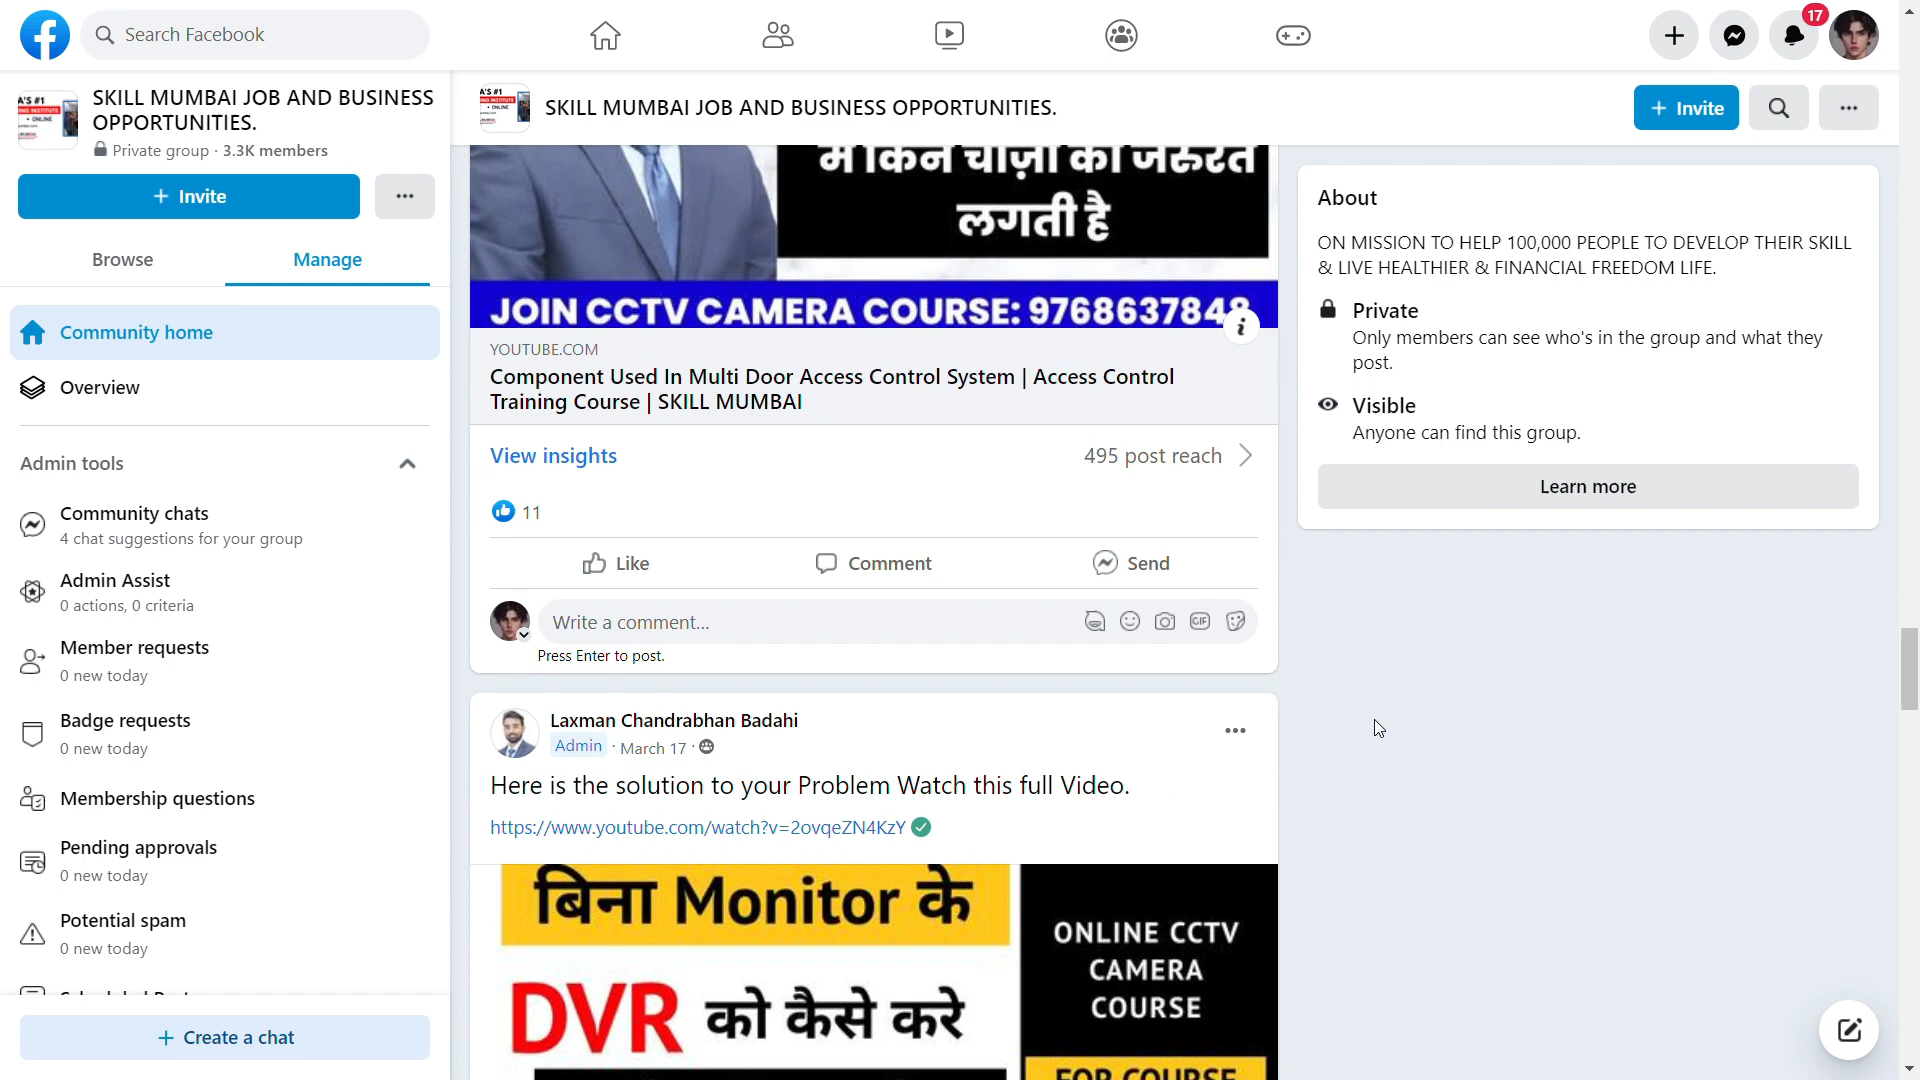 Search Facebook
17
SKILL MUMBAI JOB AND BUSINESS
OPPORTUNITIES.
Private group · 3.3K members
+ Invite
Browse
Manage
Community home
Overview
Admin tools
Community chats
4 chat suggestions for your group
Admin Assist
0 actions, 0 criteria
Member requests
0 new today
Badge requests
0 new today
Membership questions
Pending approvals
0 new today
Potential spam
0 new today
+ Create a chat
A'S #1
• ONLINE
SKILL MUMBAI JOB AND BUSINESS OPPORTUNITIES.
+ Invite
में किन चीज़ों की जरुरत
लगती है
JOIN CCTV CAMERA COURSE: 9768637848
YOUTUBE.COM
Component Used In Multi Door Access Control System | Access Control
Training Course | SKILL MUMBAI
View insights
495 post reach
11
Like
Comment
Send
Write a comment...
GIF
Press Enter to post.
Laxman Chandrabhan Badahi
Admin · March 17 ·
Here is the solution to your Problem Watch this full Video.
https://www.youtube.com/watch?v=2ovqeZN4KzY
बिना Monitor के
DVR को कैसे करे
ONLINE CCTV
CAMERA
COURSE
FOR COURSE
About
ON MISSION TO HELP 100,000 PEOPLE TO DEVELOP THEIR SKILL
& LIVE HEALTHIER & FINANCIAL FREEDOM LIFE.
Private
Only members can see who's in the group and what they
post.
Visible
Anyone can find this group.
Learn more